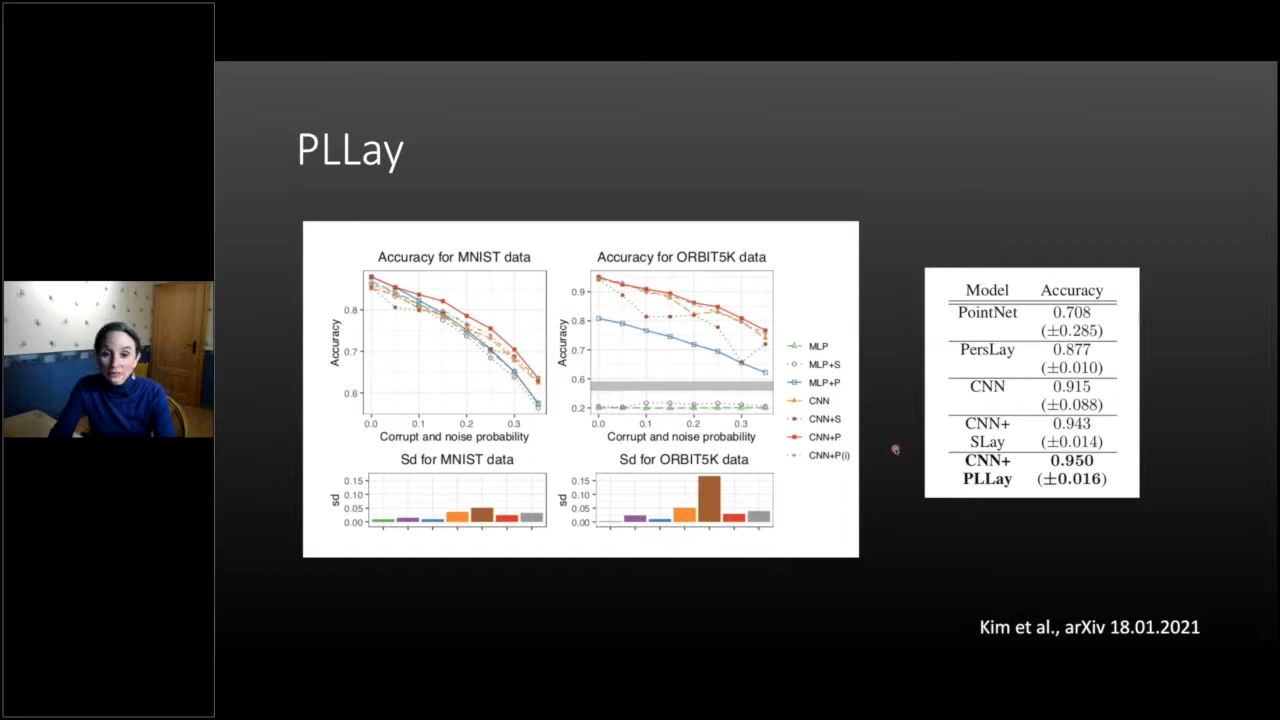 PLLay
Accuracy for MNIST data
Accuracy
0.8
0.7
0.6
0.0 0.1 0.2 0.3
Corrupt and noise probability
Accuracy for ORBIT5K data
Accuracy
0.9
0.8
0.7
0.6
0.2
0.0 0.1 0.2 0.3
Corrupt and noise probability
MLP
MLP+S
MLP+P
CNN
CNN+S
CNN+P
CNN+P(i)
Sd for MNIST data
sd
0.15
0.10
0.05
0.00
Sd for ORBIT5K data
sd
0.15
0.10
0.05
0.00
Model Accuracy
PointNet 0.708
(±0.285)
PersLay 0.877
(±0.010)
CNN 0.915
(±0.088)
CNN+ 0.943
SLay (±0.014)
CNN+ 0.950
PLLay (±0.016)
Kim et al., arXiv 18.01.2021